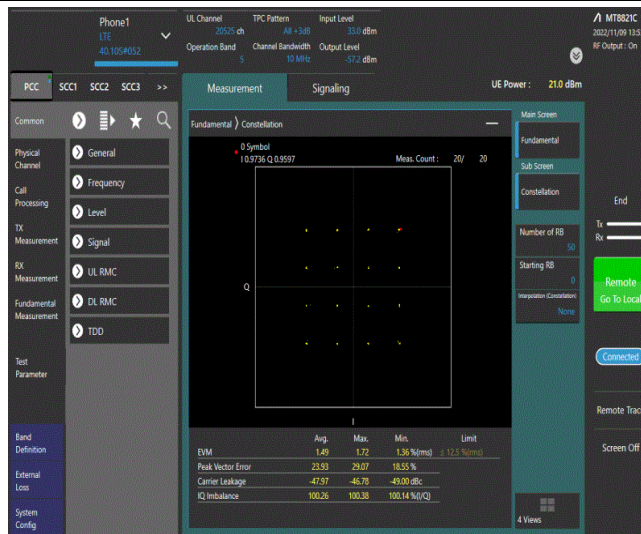 Phone1
LTE
40.105#052
UL Channel
20525 ch
TPC Pattern
All +3dB
Input Level
33.0 dBm
Operation Band
5
Channel Bandwidth
10 MHz
Output Level
-57.2 dBm
MT8821C
2022/11/09 13:5
RF Output : On
PCC
SCC1
SCC2
SCC3
>>
Measurement
Signaling
UE Power :
21.0 dBm
Common
Physical
Channel
Call
Processing
TX
Measurement
RX
Measurement
Fundamental
Measurement
Test
Parameter
Band
Definition
External
Loss
System
Config
General
Frequency
Level
Signal
UL RMC
DL RMC
TDD
Fundamental 〉 Constellation
0 Symbol
I 0.9736 Q 0.9597
Meas. Count : 20/ 20
Q
I
Avg. Max. Min. Limit
EVM 1.49 1.72 1.36 %(rms) ≤ 12.5 %(rms)
Peak Vector Error 23.93 29.07 18.55 %
Carrier Leakage -47.97 -46.78 -49.00 dBc
IQ Imbalance 100.26 100.38 100.14 %(I/Q)
Main Screen
Fundamental
Sub Screen
Constellation
Number of RB
50
Starting RB
0
Interpolation (Constellation)
None
4 Views
End
Tx
Rx
Remote
Go To Local
Connected
Remote Trac
Screen Off